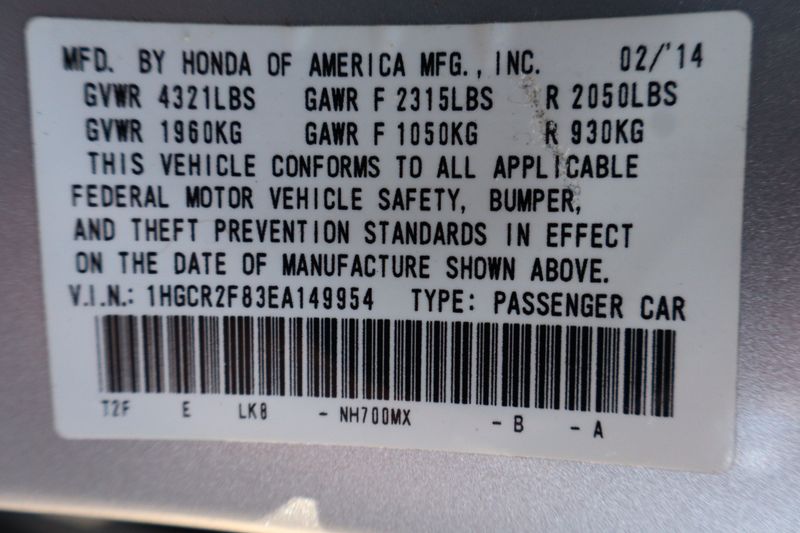 MFD. BY HONDA OF AMERICA MFG., INC. 02/'14
GVWR 4321LBS GAWR F 2315LBS R 2050LBS
GVWR 1960KG GAWR F 1050KG R 930KG
THIS VEHICLE CONFORMS TO ALL APPLICABLE
FEDERAL MOTOR VEHICLE SAFETY, BUMPER,
AND THEFT PREVENTION STANDARDS IN EFFECT
ON THE DATE OF MANUFACTURE SHOWN ABOVE.
V.I.N.: 1HGCR2F83EA149954 TYPE: PASSENGER CAR
T2F E LK8 - NH700MX - B - A